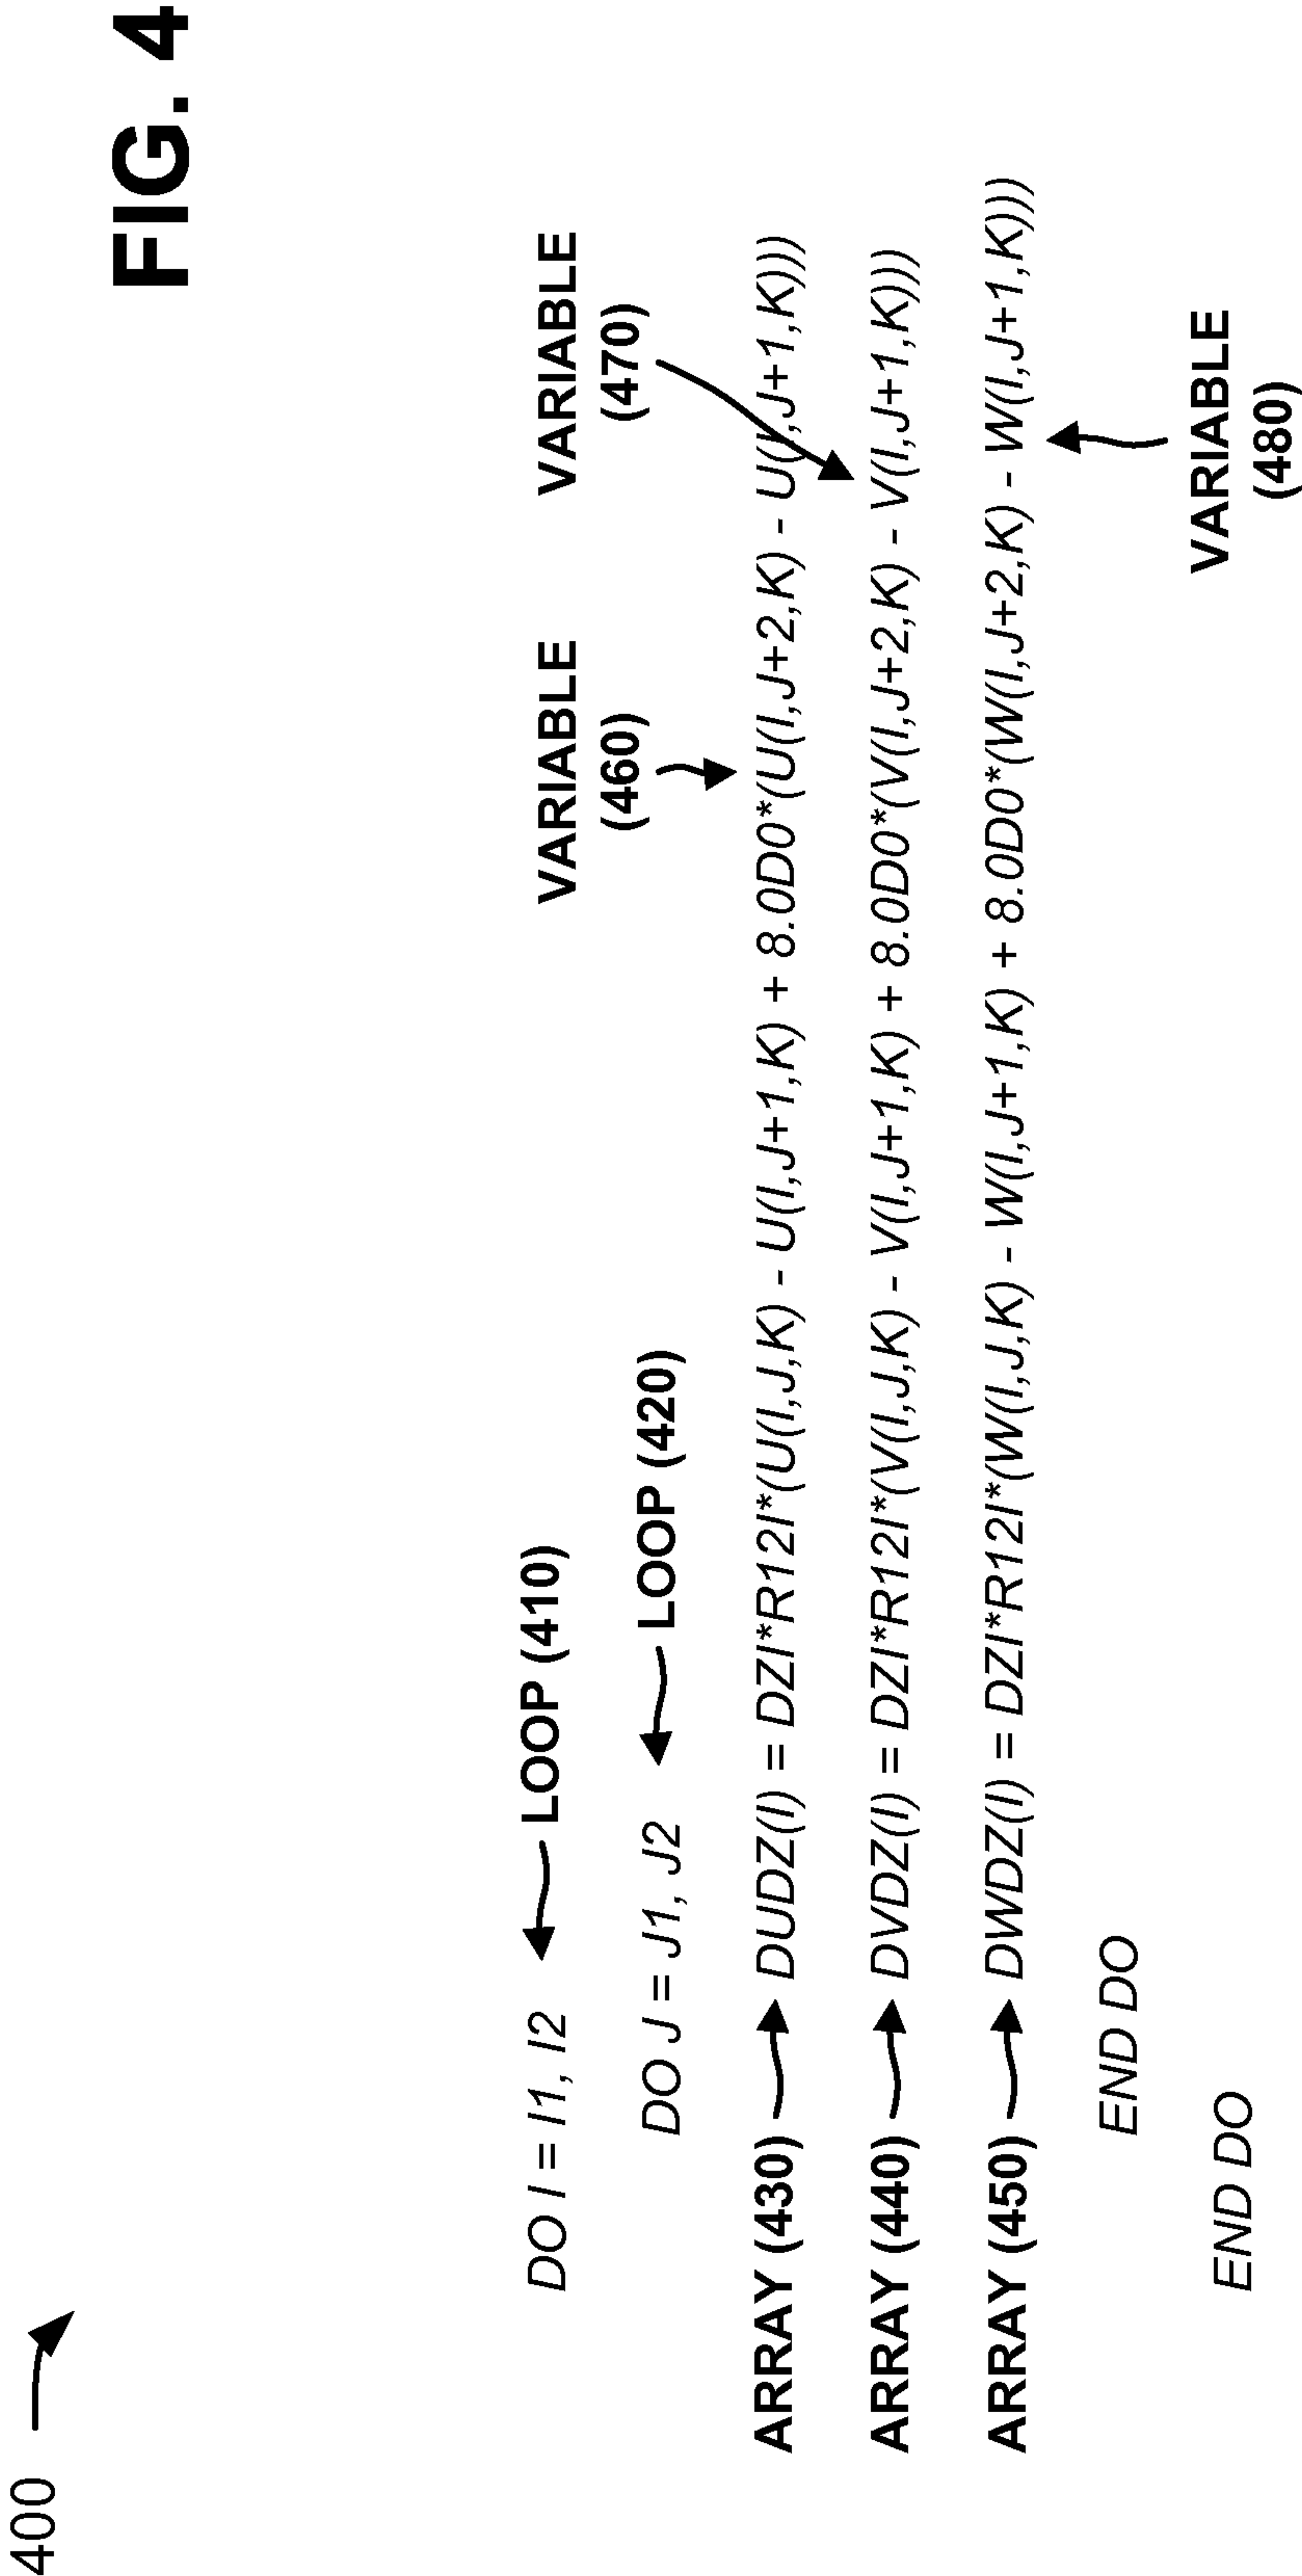 400
FIG. 4
DO I = I1, I2
LOOP (410)
DO J = J1, J2
LOOP (420)
VARIABLE
(460)
VARIABLE
(470)
ARRAY (430)
DUDZ(I) = DZI*R12I*(U(I,J,K) - U(I,J+1,K) + 8.0D0*(U(I,J+2,K) - U(I,J+1,K)))
ARRAY (440)
DVDZ(I) = DZI*R12I*(V(I,J,K) - V(I,J+1,K) + 8.0D0*(V(I,J+2,K) - V(I,J+1,K)))
ARRAY (450)
DWDZ(I) = DZI*R12I*(W(I,J,K) - W(I,J+1,K) + 8.0D0*(W(I,J+2,K) - W(I,J+1,K)))
END DO
VARIABLE
(480)
END DO